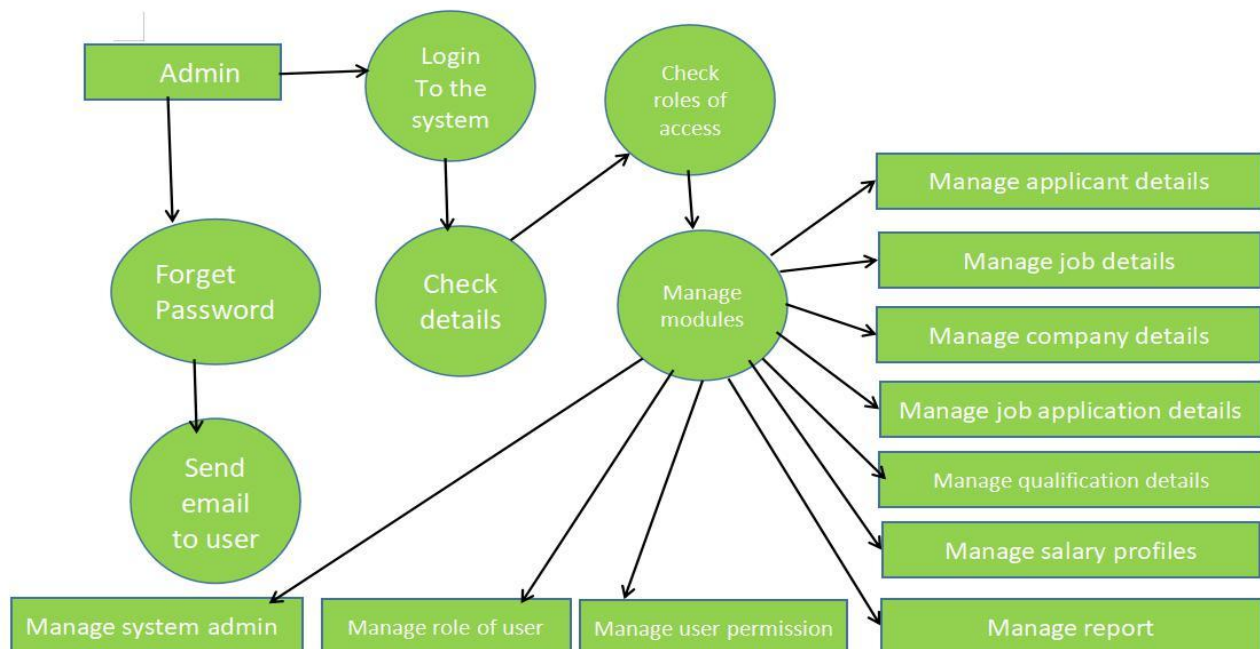 Admin
Login
To the
system
Check
roles of
access
Manage applicant details
Manage job details
Forget
Password
Check
details
Manage
modules
Manage company details
Manage job application details
Manage qualification details
Send
email
to user
Manage salary profiles
Manage system admin
Manage role of user
Manage user permission
Manage report